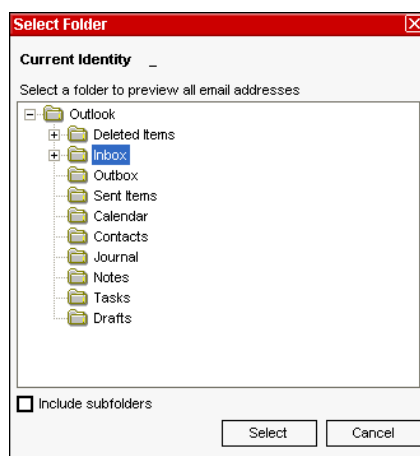 Select Folder
Current Identity _
Select a folder to preview all email addresses
Outlook
Deleted Items
Inbox
Outbox
Sent Items
Calendar
Contacts
Journal
Notes
Tasks
Drafts
Include subfolders
Select Cancel